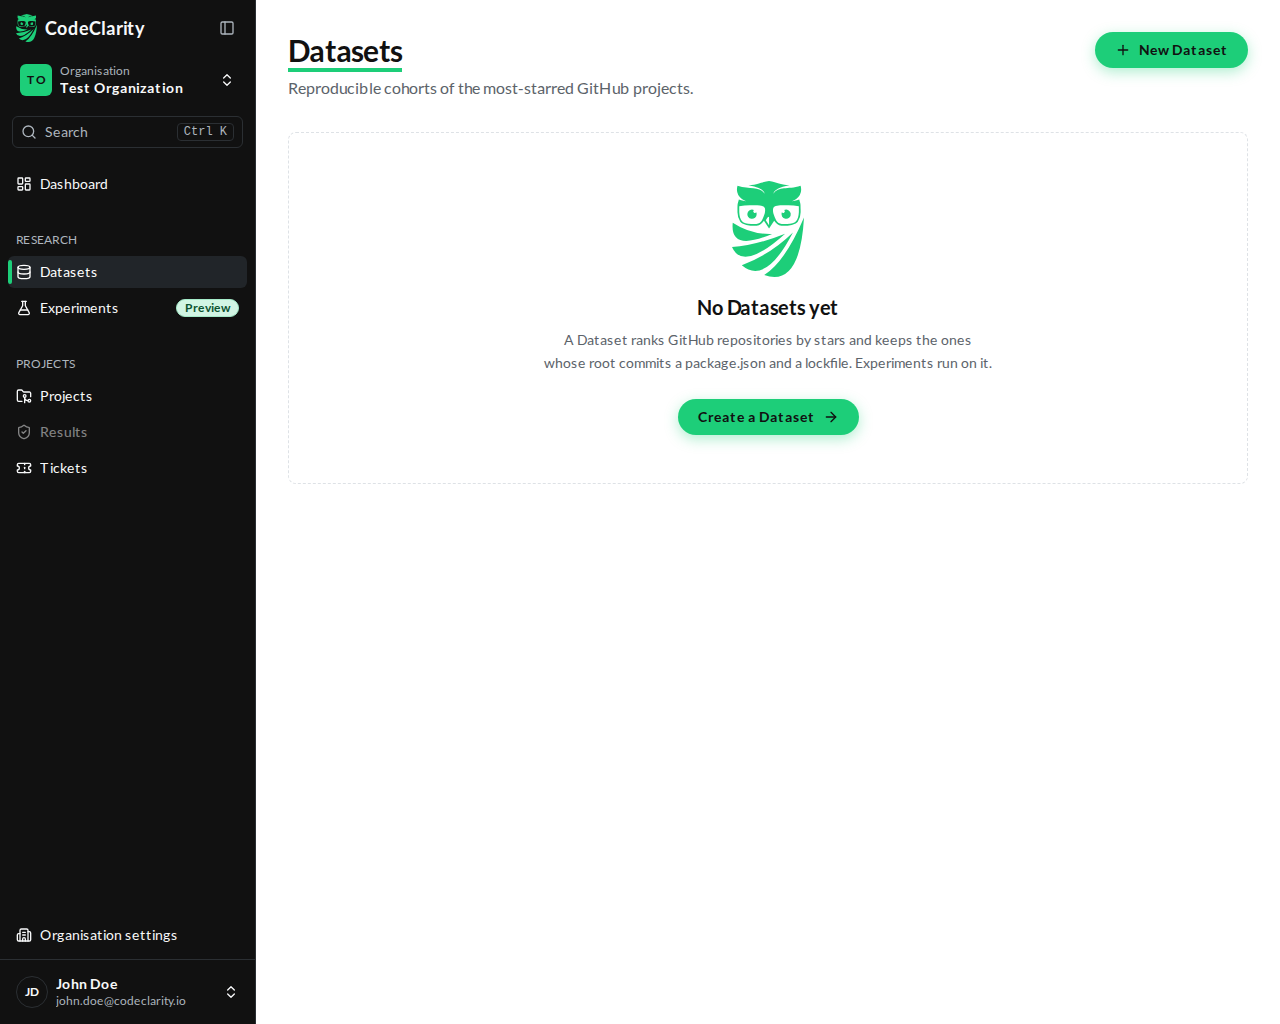 CodeClarity
TO
Organisation
Test Organization
Search
Ctrl K
Dashboard
RESEARCH
Datasets
Experiments
Preview
PROJECTS
Projects
Results
Tickets
Organisation settings
JD
John Doe
john.doe@codeclarity.io
Datasets
New Dataset
Reproducible cohorts of the most-starred GitHub projects.
No Datasets yet
A Dataset ranks GitHub repositories by stars and keeps the ones
whose root commits a package.json and a lockfile. Experiments run on it.
Create a Dataset